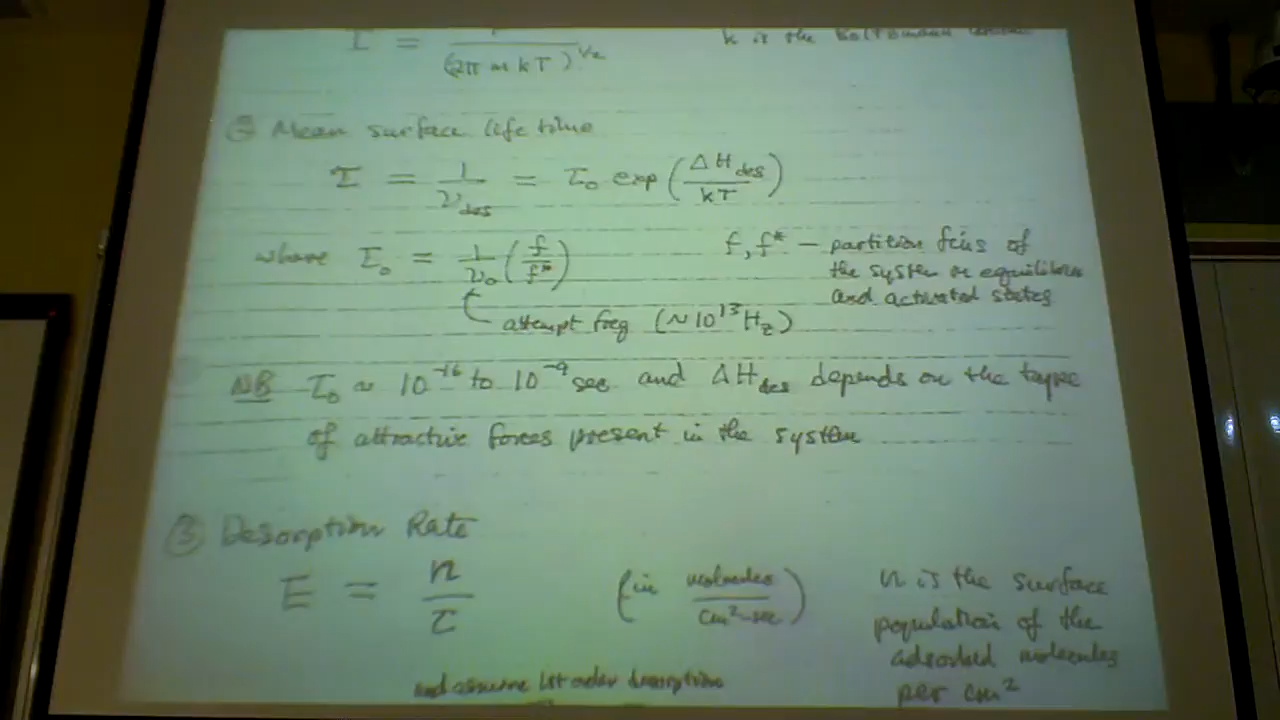 I = / (2π m kT)^1/2 k is the Boltzmann
② Mean surface life time
τ = 1/ν_des = τ₀ exp(ΔH_des/kT)
where τ₀ = 1/ν₀ (f/f*) f, f* – partition fcns of
the system in equilibrium
and activated states
attempt freq (~10^13 Hz)
NB τ₀ ≈ 10^-16 to 10^-9 sec and ΔH_des depends on the type
of attractive forces present in the system
③ Desorption Rate
E = n/τ (in molecules/cm²-sec) n is the surface
population of the
adsorbed molecules
per cm²
and assume 1st order desorption